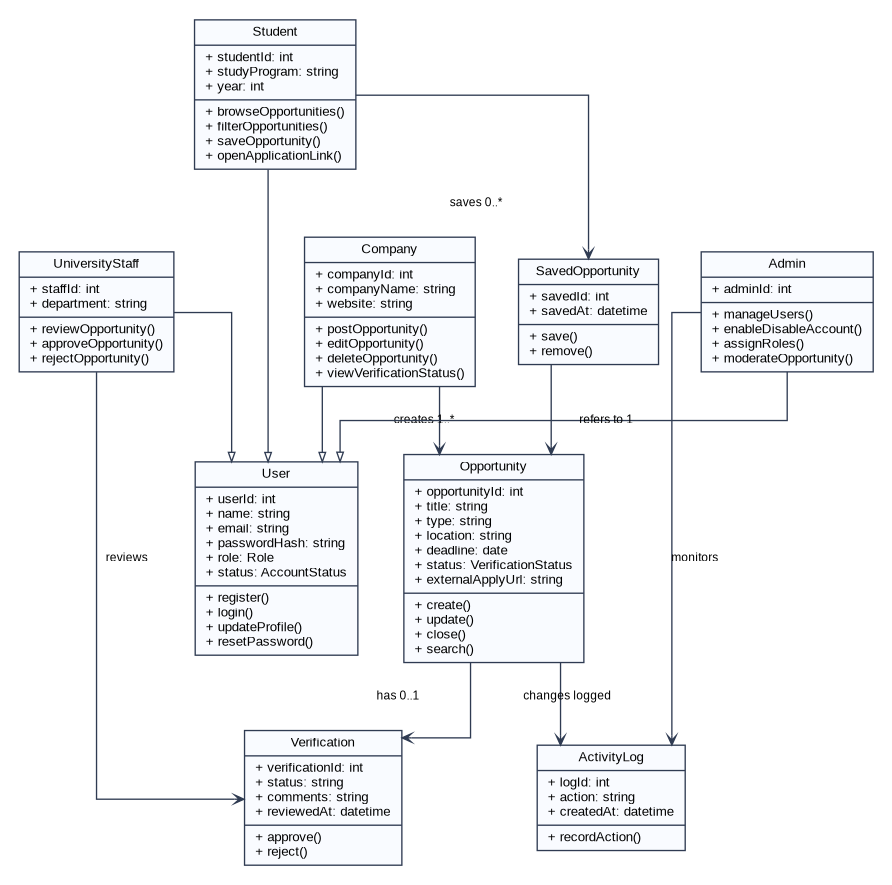 Student
+ studentId: int
+ studyProgram: string
+ year: int
+ browseOpportunities()
+ filterOpportunities()
+ saveOpportunity()
+ openApplicationLink()
saves 0..*
UniversityStaff
+ staffId: int
+ department: string
+ reviewOpportunity()
+ approveOpportunity()
+ rejectOpportunity()
Company
+ companyId: int
+ companyName: string
+ website: string
+ postOpportunity()
+ editOpportunity()
+ deleteOpportunity()
+ viewVerificationStatus()
SavedOpportunity
+ savedId: int
+ savedAt: datetime
+ save()
+ remove()
Admin
+ adminId: int
+ manageUsers()
+ enableDisableAccount()
+ assignRoles()
+ moderateOpportunity()
creates 1..*
refers to 1
User
+ userId: int
+ name: string
+ email: string
+ passwordHash: string
+ role: Role
+ status: AccountStatus
+ register()
+ login()
+ updateProfile()
+ resetPassword()
Opportunity
+ opportunityId: int
+ title: string
+ type: string
+ location: string
+ deadline: date
+ status: VerificationStatus
+ externalApplyUrl: string
+ create()
+ update()
+ close()
+ search()
reviews
monitors
has 0..1
changes logged
Verification
+ verificationId: int
+ status: string
+ comments: string
+ reviewedAt: datetime
+ approve()
+ reject()
ActivityLog
+ logId: int
+ action: string
+ createdAt: datetime
+ recordAction()